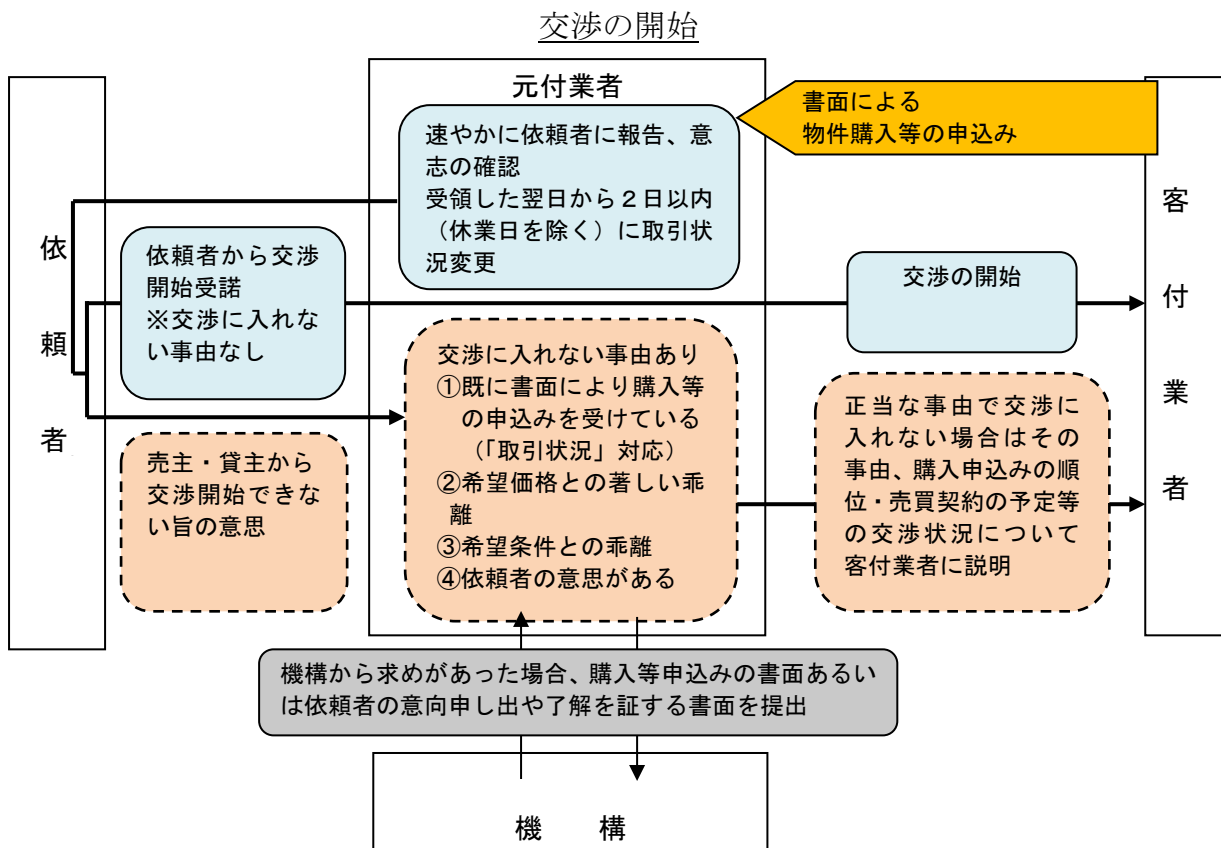 交渉の開始
元付業者
書面による
物件購入等の申込み
速やかに依頼者に報告、意
志の確認
受領した翌日から２日以内
（休業日を除く）に取引状
況変更
依頼者
客付業者
依頼者から交渉
開始受諾
※交渉に入れな
い事由なし
交渉の開始
交渉に入れない事由あり
①既に書面により購入等
の申込みを受けている
（「取引状況」対応）
②希望価格との著しい乖
離
③希望条件との乖離
④依頼者の意思がある
売主・貸主から
交渉開始できな
い旨の意思
正当な事由で交渉に
入れない場合はその
事由、購入申込みの順
位・売買契約の予定等
の交渉状況について
客付業者に説明
機構から求めがあった場合、購入等申込みの書面あるい
は依頼者の意向申し出や了解を証する書面を提出
機　構